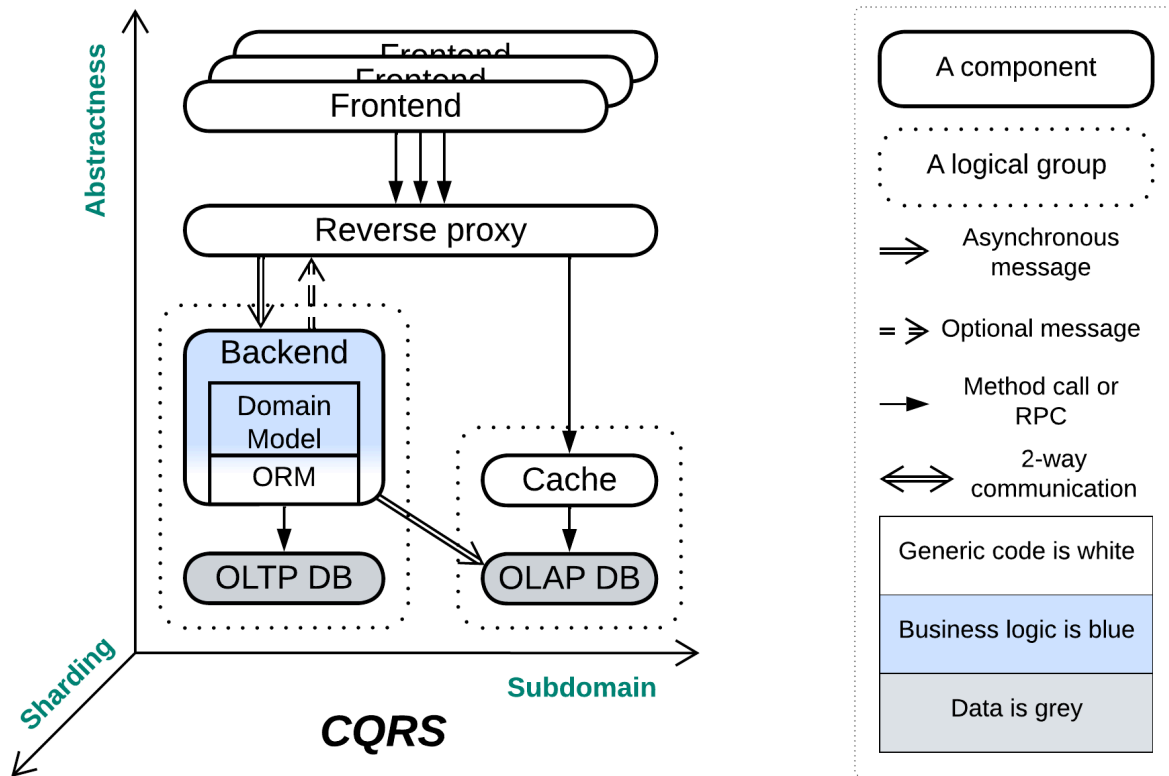 Abstractness
Frontend
Frontend
Frontend
Reverse proxy
Backend
Domain
Model
ORM
OLTP DB
Cache
OLAP DB
Sharding
Subdomain
CQRS
A component
A logical group
Asynchronous
message
Optional message
Method call or
RPC
2-way
communication
Generic code is white
Business logic is blue
Data is grey